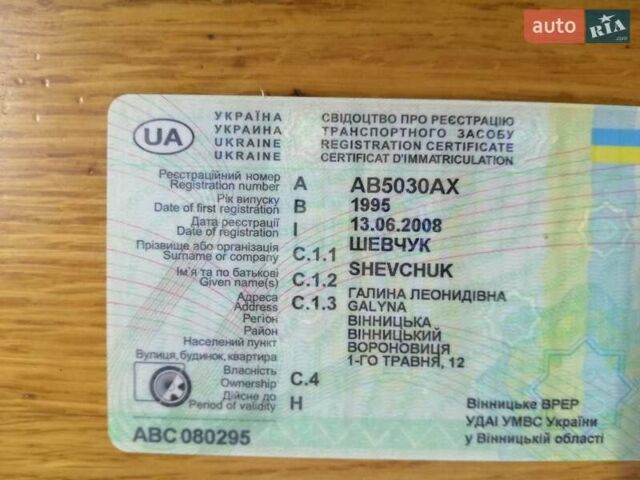 auto RIA.com
УКРАЇНА
УКРАИНА
UKRAINE
UKRAINE
UA
СВІДОЦТВО ПРО РЕЄСТРАЦІЮ
ТРАНСПОРТНОГО ЗАСОБУ
REGISTRATION CERTIFICATE
CERTIFICAT D'IMMATRICULATION
Реєстраційний номер
Registration number A AB5030AX
Рік випуску
Date of first registration B 1995
Дата реєстрації
Date of registration I 13.06.2008
Прізвище або організація
Surname or company C.1.1 ШЕВЧУК
SHEVCHUK
Ім'я та по батькові
Given name(s) C.1.2 ГАЛИНА ЛЕОНИДІВНА
GALYNA
Адреса
Address C.1.3
Регіон ВІННИЦЬКА
Район ВІННИЦЬКИЙ
Населений пункт ВОРОНОВИЦЯ
Вулиця, будинок, квартира 1-ГО ТРАВНЯ, 12
Власність
Ownership C.4
Дійсне до
Period of validity H
Вінницьке ВРЕР
УДАІ УМВС України
у Вінницькій області
АВС 080295